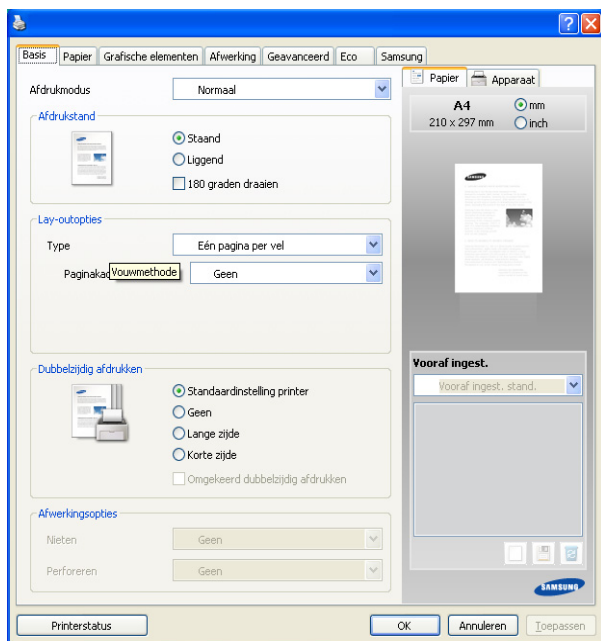 Basis Papier Grafische elementen Afwerking Geavanceerd Eco Samsung
Afdrukmodus Normaal
Afdrukstand
Staand
Liggend
180 graden draaien
Lay-outopties
Type Eén pagina per vel
Vouwmethode Geen
Dubbelzijdig afdrukken
Standaardinstelling printer
Geen
Lange zijde
Korte zijde
Omgekeerd dubbelzijdig afdrukken
Afwerkingsopties
Nieten Geen
Perforeren Geen
Papier Apparaat
A4 mm
210 x 297 mm inch
SAMSUNG
Vooraf ingest.
Vooraf ingest. stand.
SAMSUNG
Printerstatus OK Annuleren Toepassen